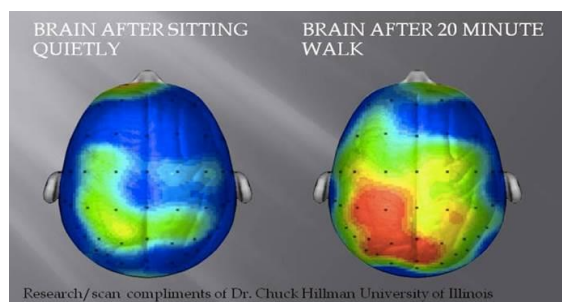 BRAIN AFTER SITTING
QUIETLY
BRAIN AFTER 20 MINUTE
WALK
Research/scan compliments of Dr. Chuck Hillman University of Illinois